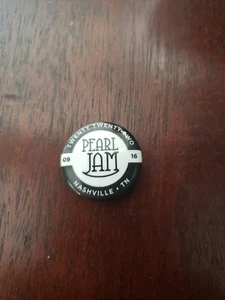 TWENTY TWENTY-TWO
PEARL
JAM
09 16
NASHVILLE • TN